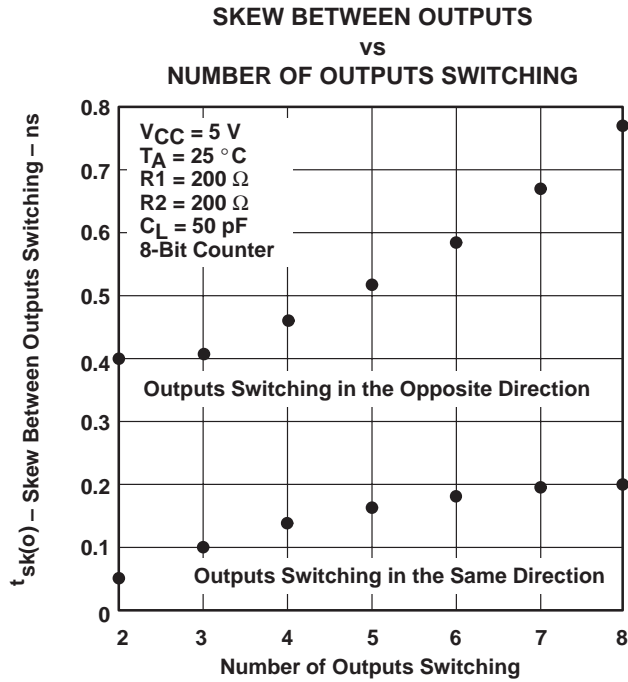 SKEW BETWEEN OUTPUTS
vs
NUMBER OF OUTPUTS SWITCHING
t sk(o) – Skew Between Outputs Switching – ns
0.8
0.7
0.6
0.5
0.4
0.3
0.2
0.1
0
VCC = 5 V
TA = 25 °C
R1 = 200 Ω
R2 = 200 Ω
CL = 50 pF
8-Bit Counter
Outputs Switching in the Opposite Direction
Outputs Switching in the Same Direction
2 3 4 5 6 7 8
Number of Outputs Switching